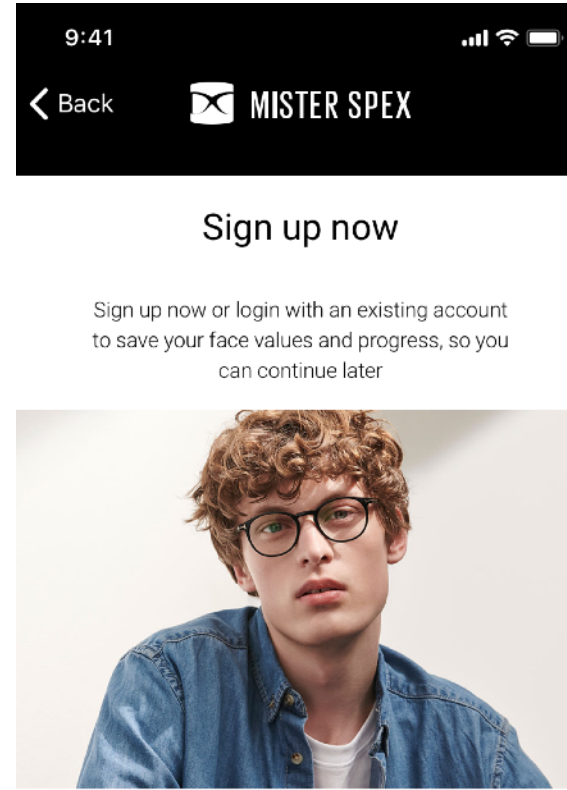 9:41
Back
MISTER SPEX
Sign up now
Sign up now or login with an existing account
to save your face values and progress, so you
can continue later